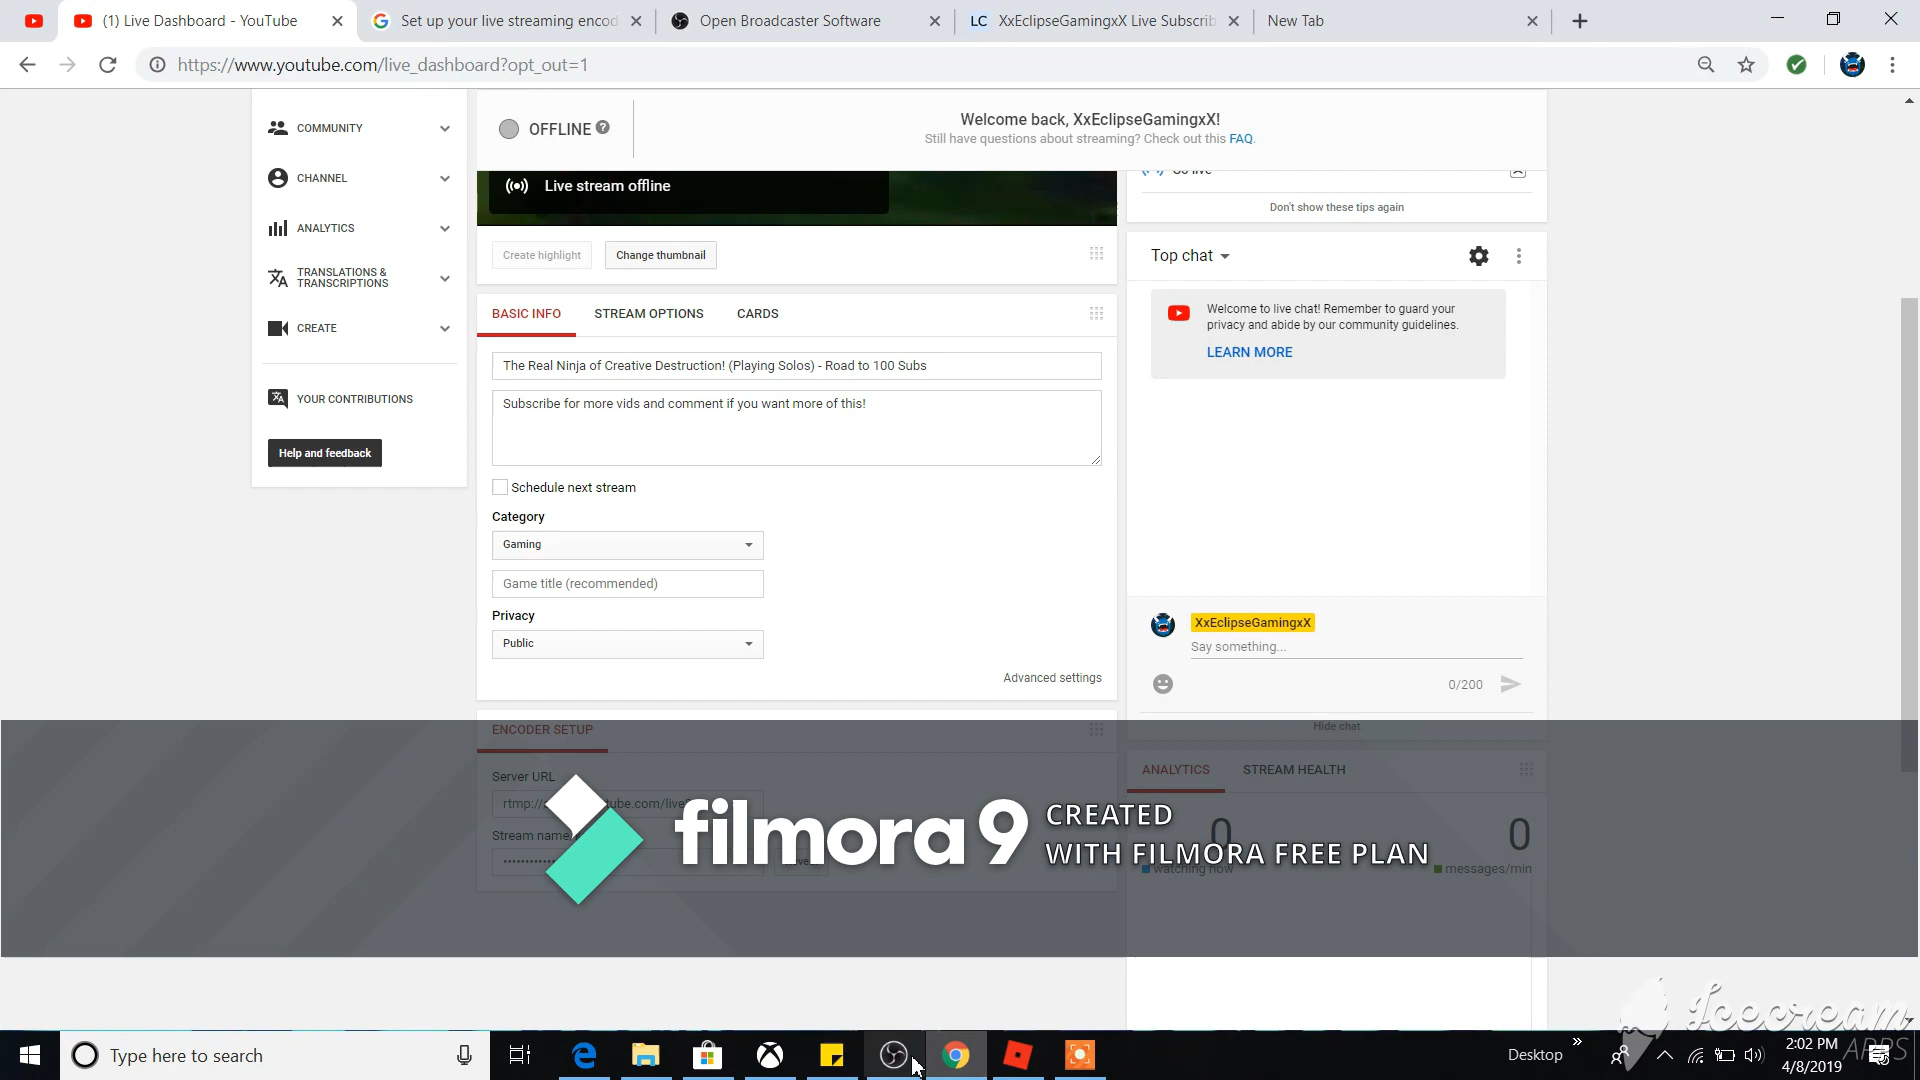 (1) Live Dashboard - YouTube
Set up your live streaming encod
Open Broadcaster Software
LC XxEclipseGamingxX Live Subscrib
New Tab
https://www.youtube.com/live_dashboard?opt_out=1
COMMUNITY
CHANNEL
ANALYTICS
TRANSLATIONS &
TRANSCRIPTIONS
CREATE
YOUR CONTRIBUTIONS
Help and feedback
OFFLINE ?
Welcome back, XxEclipseGamingxX!
Still have questions about streaming? Check out this FAQ.
Live stream offline
Create highlight
Change thumbnail
BASIC INFO
STREAM OPTIONS
CARDS
The Real Ninja of Creative Destruction! (Playing Solos) - Road to 100 Subs
Subscribe for more vids and comment if you want more of this!
Schedule next stream
Category
Gaming
Game title (recommended)
Privacy
Public
Advanced settings
ENCODER SETUP
Server URL
rtmp://
tube.com/live
Stream name
Go live
Don't show these tips again
Top chat
Welcome to live chat! Remember to guard your
privacy and abide by our community guidelines.
LEARN MORE
XxEclipseGamingxX
Say something...
0/200
Hide chat
ANALYTICS
STREAM HEALTH
0
0
watching now
messages/min
filmora 9
CREATED
WITH FILMORA FREE PLAN
Icecream
APPS
Type here to search
Desktop
2:02 PM
4/8/2019